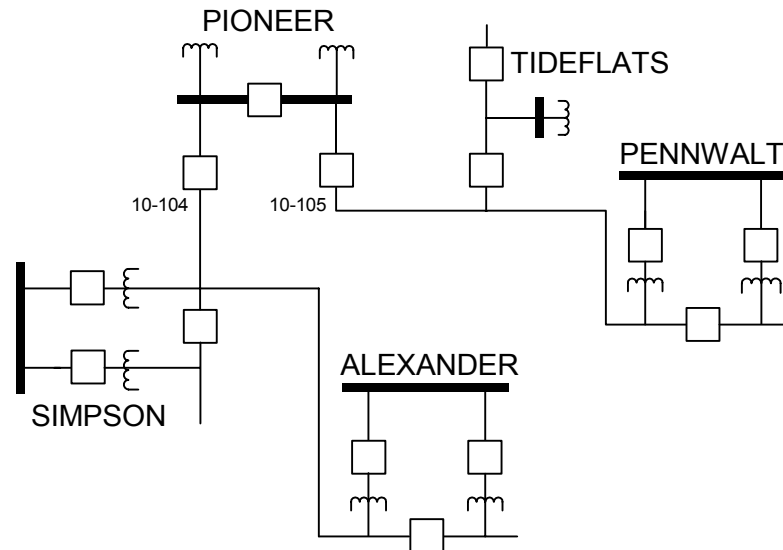 PIONEER
TIDEFLATS
PENNWALT
10-104
10-105
ALEXANDER
SIMPSON